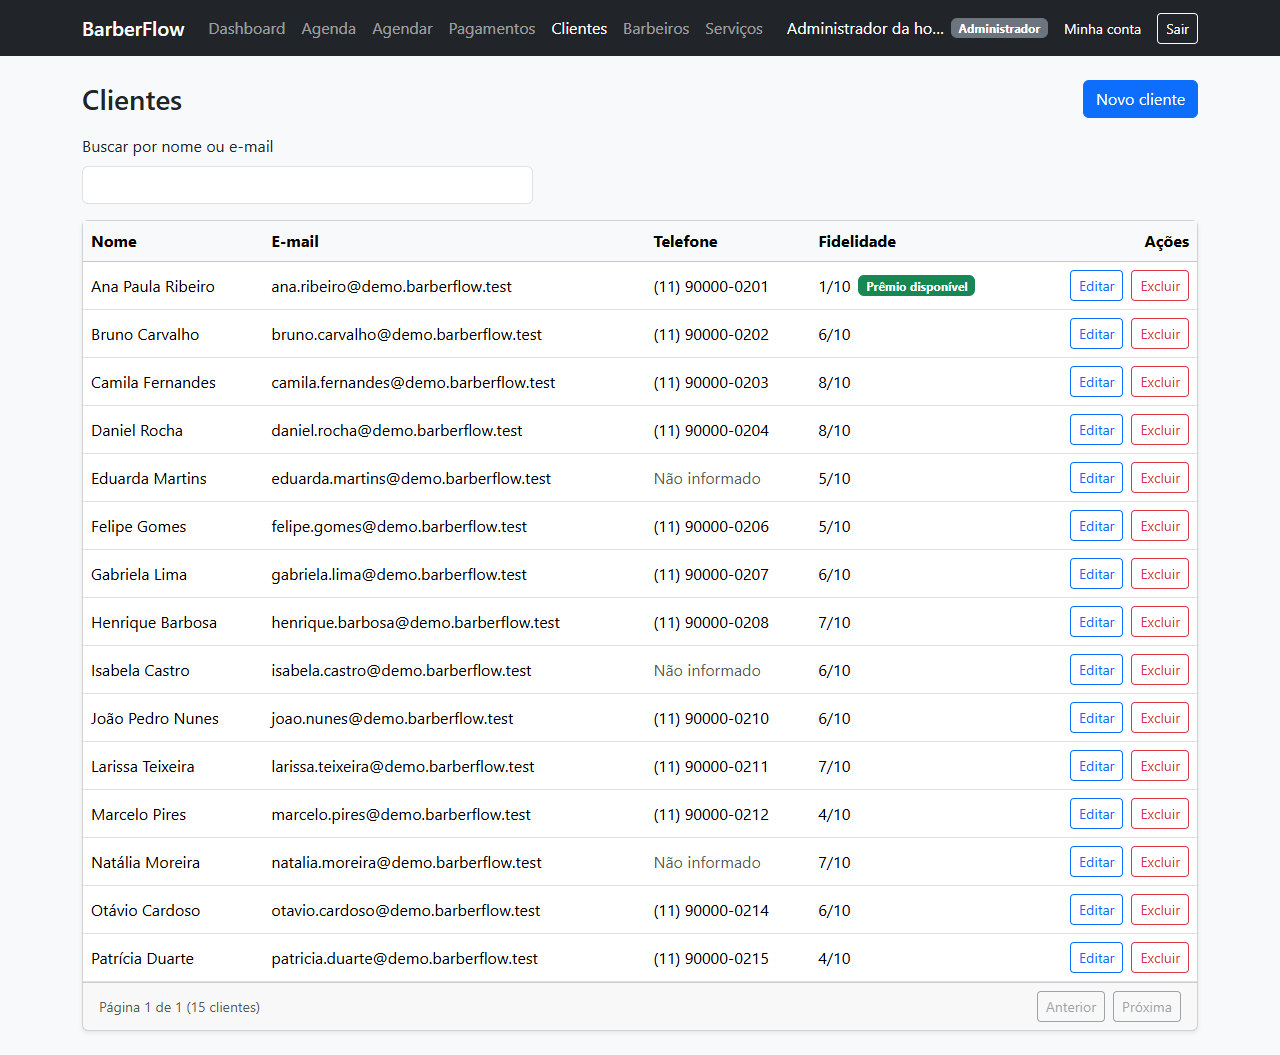 BarberFlow Dashboard Agenda Agendar Pagamentos Clientes Barbeiros Serviços Administrador da ho... Administrador Minha conta Sair
Clientes Novo cliente
Buscar por nome ou e-mail
Nome E-mail Telefone Fidelidade Ações
Ana Paula Ribeiro ana.ribeiro@demo.barberflow.test (11) 90000-0201 1/10 Prêmio disponível Editar Excluir
Bruno Carvalho bruno.carvalho@demo.barberflow.test (11) 90000-0202 6/10 Editar Excluir
Camila Fernandes camila.fernandes@demo.barberflow.test (11) 90000-0203 8/10 Editar Excluir
Daniel Rocha daniel.rocha@demo.barberflow.test (11) 90000-0204 8/10 Editar Excluir
Eduarda Martins eduarda.martins@demo.barberflow.test Não informado 5/10 Editar Excluir
Felipe Gomes felipe.gomes@demo.barberflow.test (11) 90000-0206 5/10 Editar Excluir
Gabriela Lima gabriela.lima@demo.barberflow.test (11) 90000-0207 6/10 Editar Excluir
Henrique Barbosa henrique.barbosa@demo.barberflow.test (11) 90000-0208 7/10 Editar Excluir
Isabela Castro isabela.castro@demo.barberflow.test Não informado 6/10 Editar Excluir
João Pedro Nunes joao.nunes@demo.barberflow.test (11) 90000-0210 6/10 Editar Excluir
Larissa Teixeira larissa.teixeira@demo.barberflow.test (11) 90000-0211 7/10 Editar Excluir
Marcelo Pires marcelo.pires@demo.barberflow.test (11) 90000-0212 4/10 Editar Excluir
Natália Moreira natalia.moreira@demo.barberflow.test Não informado 7/10 Editar Excluir
Otávio Cardoso otavio.cardoso@demo.barberflow.test (11) 90000-0214 6/10 Editar Excluir
Patrícia Duarte patricia.duarte@demo.barberflow.test (11) 90000-0215 4/10 Editar Excluir
Página 1 de 1 (15 clientes) Anterior Próxima